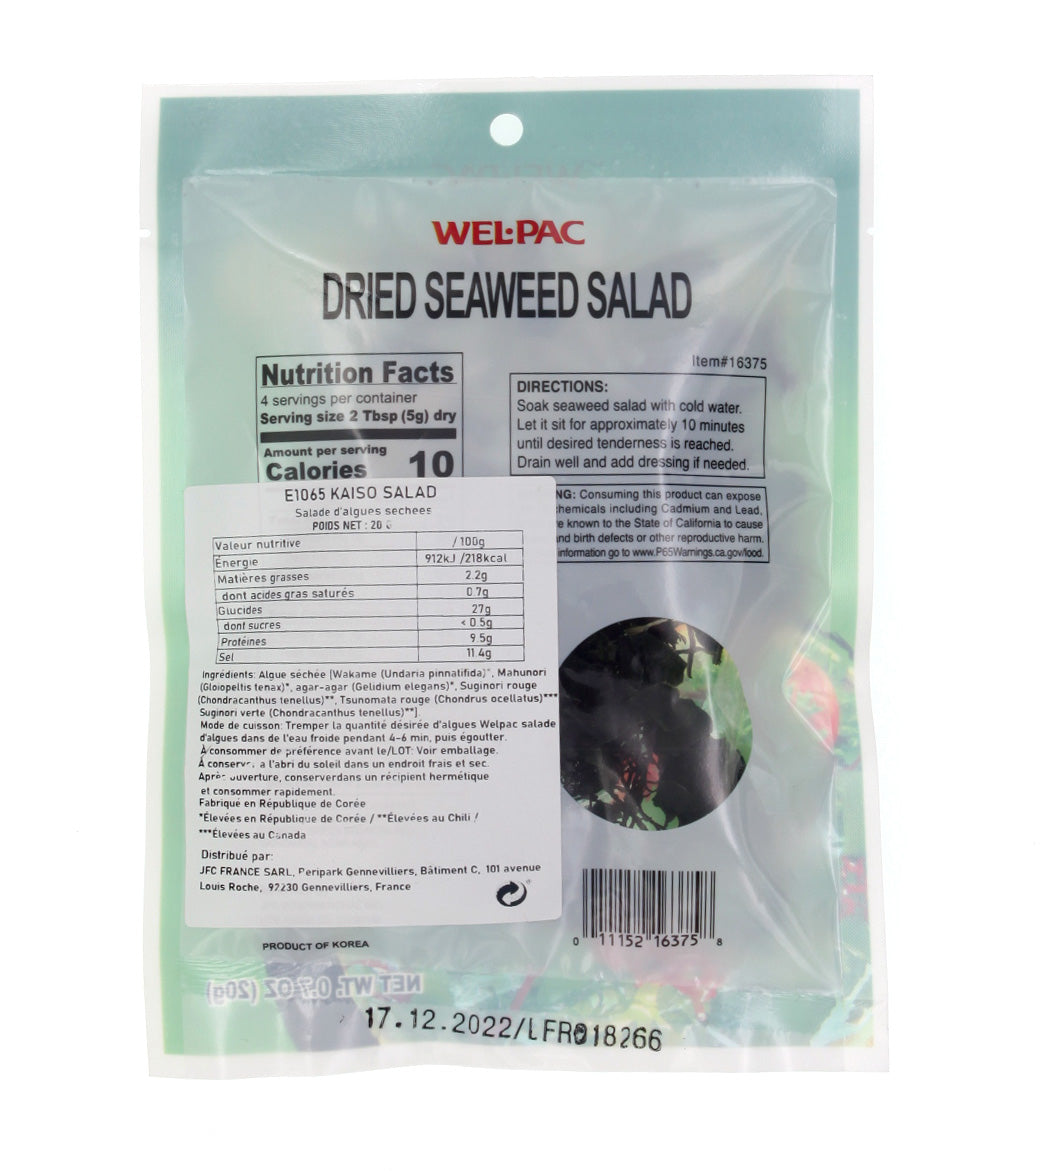 WEL·PAC
DRIED SEAWEED SALAD
Item#16375
Nutrition Facts
4 servings per container
Serving size 2 Tbsp (5g) dry
Amount per serving
Calories 10
DIRECTIONS:
Soak seaweed salad with cold water.
Let it sit for approximately 10 minutes
until desired tenderness is reached.
Drain well and add dressing if needed.
NG: Consuming this product can expose
chemicals including Cadmium and Lead,
e known to the State of California to cause
nd birth defects or other reproductive harm.
information go to www.P65Warnings.ca.gov/food.
E1065 KAISO SALAD
Salade d'algues sechees
POIDS NET : 20 G
Valeur nutritive /100g
Énergie 912kJ /218kcal
Matières grasses 2.2g
dont acides gras saturés 0.7g
Glucides 27g
dont sucres < 0.5g
Protéines 9.5g
Sel 11.4g
Ingrédients: Algue séchée [Wakame (Undaria pinnatifida)*, Mahunori
(Gloiopeltis tenax)*, agar-agar (Gelidium elegans)*, Suginori rouge
(Chondracanthus tenellus)**, Tsunomata rouge (Chondrus ocellatus)***
Suginori verte (Chondracanthus tenellus)**]
Mode de cuisson: Tremper la quantité désirée d'algues Welpac salade
d'algues dans de l'eau froide pendant 4-6 min, puis égoutter.
À consommer de préférence avant le/LOT: Voir emballage.
À conserver a l'abri du soleil dans un endroit frais et sec.
Après ouverture, conserverdans un récipient hermétique
et consommer rapidement.
Fabriqué en République de Corée
*Élevées en République de Corée / **Élevées au Chili /
***Élevées au Canada
Distribué par:
JFC FRANCE SARL, Peripark Gennevilliers, Bâtiment C, 101 avenue
Louis Roche, 92230 Gennevilliers, France
0 11152 16375 8
PRODUCT OF KOREA
NET WT. 0.7 OZ (20g)
17.12.2022/LFR018266